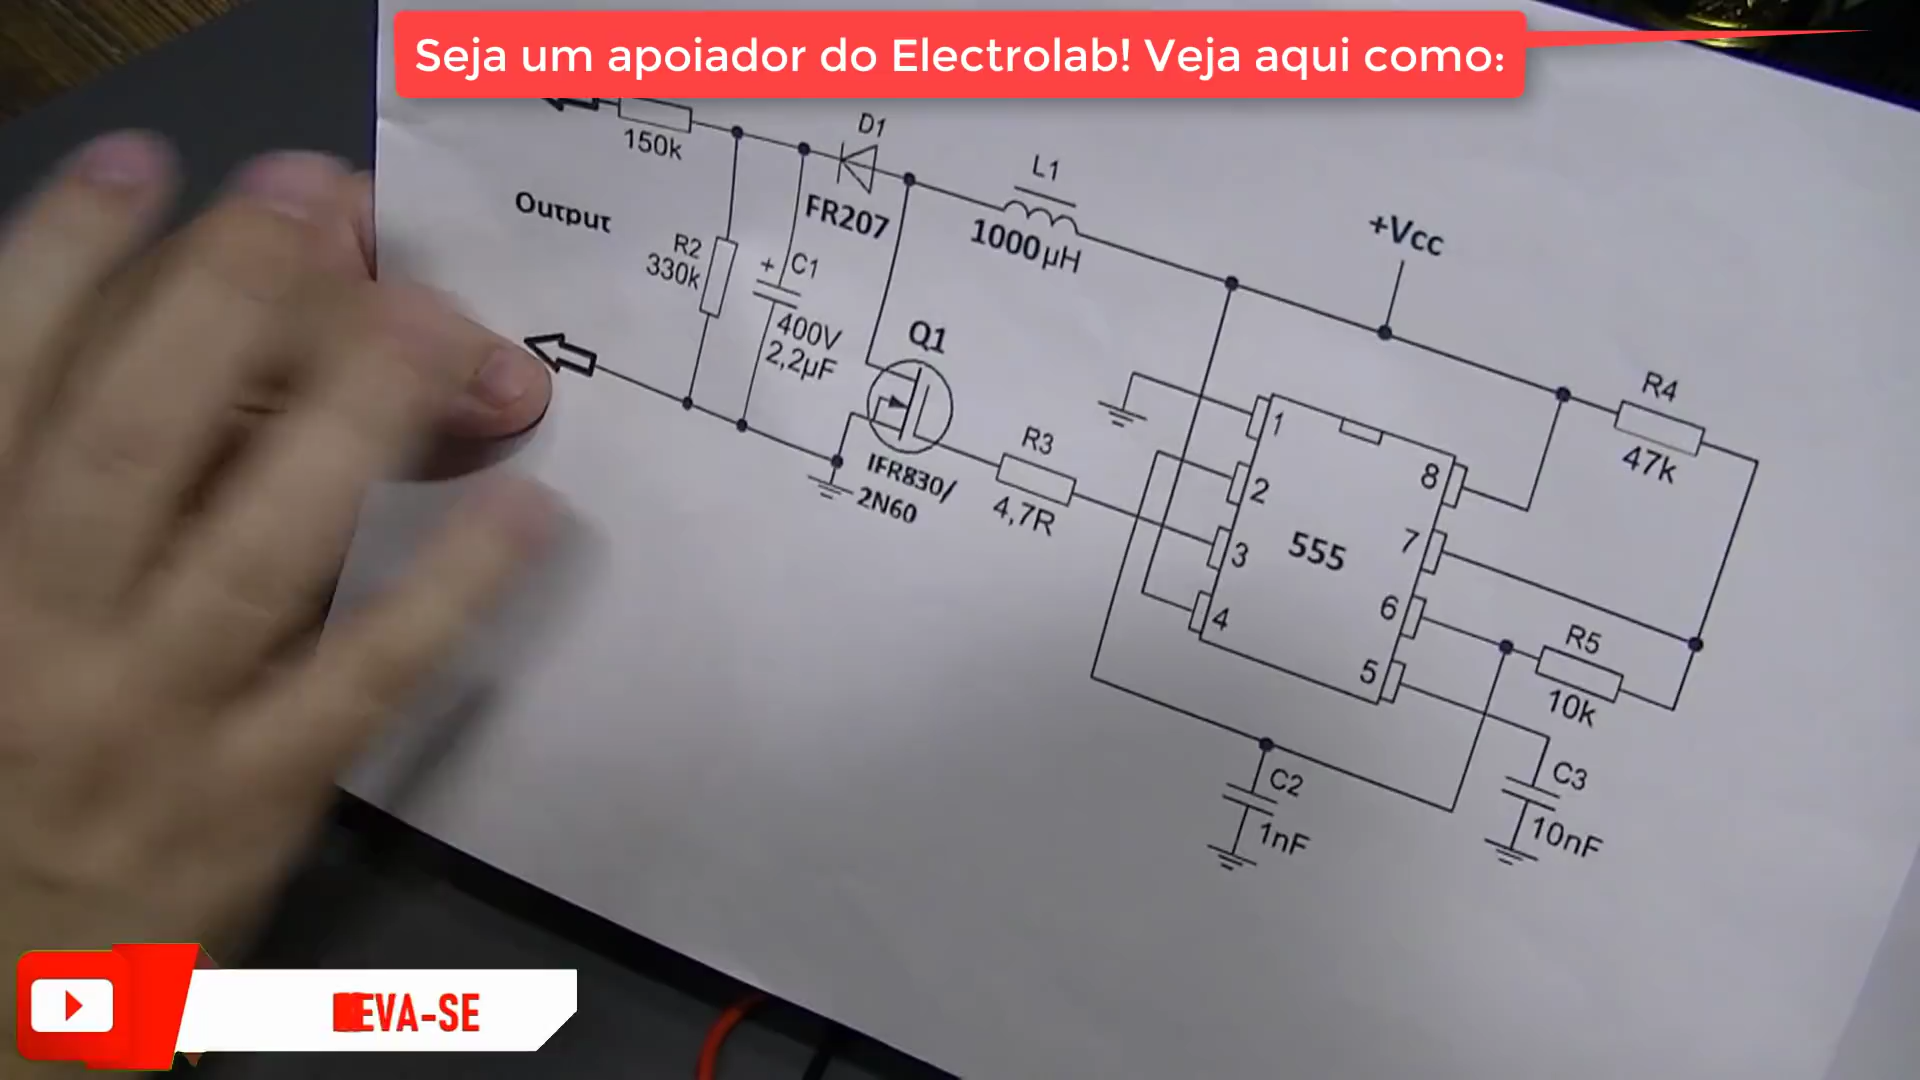 Seja um apoiador do Electrolab! Veja aqui como:
150k
D1
FR207
L1
1000µH
+Vcc
Output
R2
330k
+
C1
400V
2,2µF
Q1
IFR830/
2N60
R3
4,7R
R4
47k
1
2
3
4
555
8
7
6
5
R5
10k
C2
1nF
C3
10nF
EVA-SE